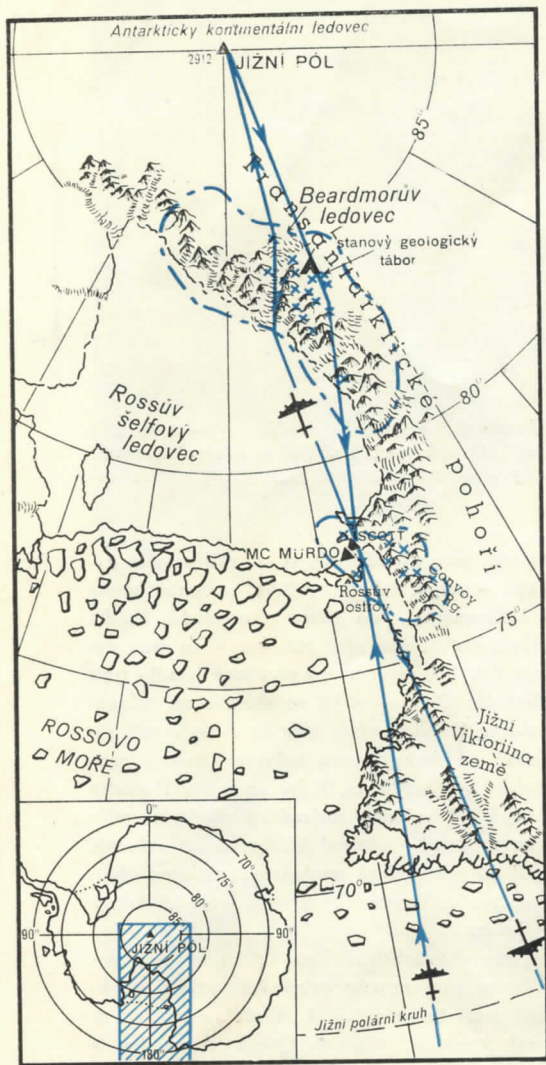 Antarktický kontinentální ledovec
2912
JIŽNÍ PÓL
85°
Transantarktické pohoří
Beardmorův
ledovec
stanový geologický
tábor
80°
Rossův
šelfový
ledovec
SCOTT
MC MURDO
Rossův
ostrov
Convoy
75°
Jižní
Viktoriina
země
ROSSOVO
MOŘE
70°
Jižní polární kruh
0°
70°
75°
80°
85°
90°
JIŽNÍ PÓL
90°
180°